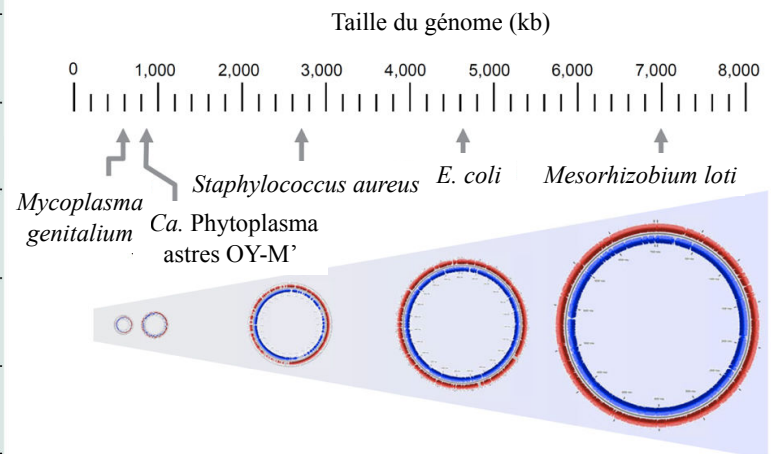 Taille du génome (kb)
0 1,000 2,000 3,000 4,000 5,000 6,000 7,000 8,000
Mycoplasma
genitalium
Ca. Phytoplasma
astres OY-M’
Staphylococcus aureus
E. coli
Mesorhizobium loti